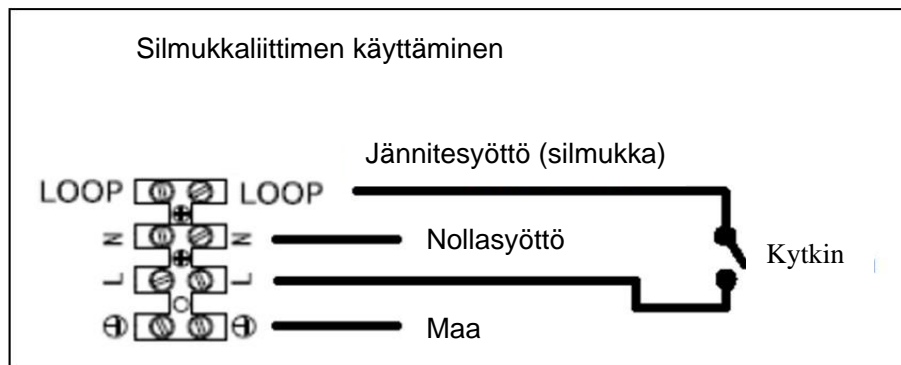 Silmukkaliittimen käyttäminen
Jännitesyöttö (silmukka)
LOOP LOOP
N N Nollasyöttö
Kytkin
L L
Maa